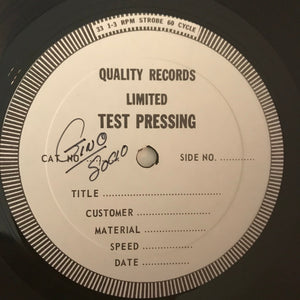 33 1-3 RPM STROBE 60 CYCLE
QUALITY RECORDS
LIMITED
TEST PRESSING
Gino
CAT. NO. SIDE NO. ............
Soccio
TITLE ..............................
CUSTOMER ....................
MATERIAL ....................
SPEED ..............
DATE ............